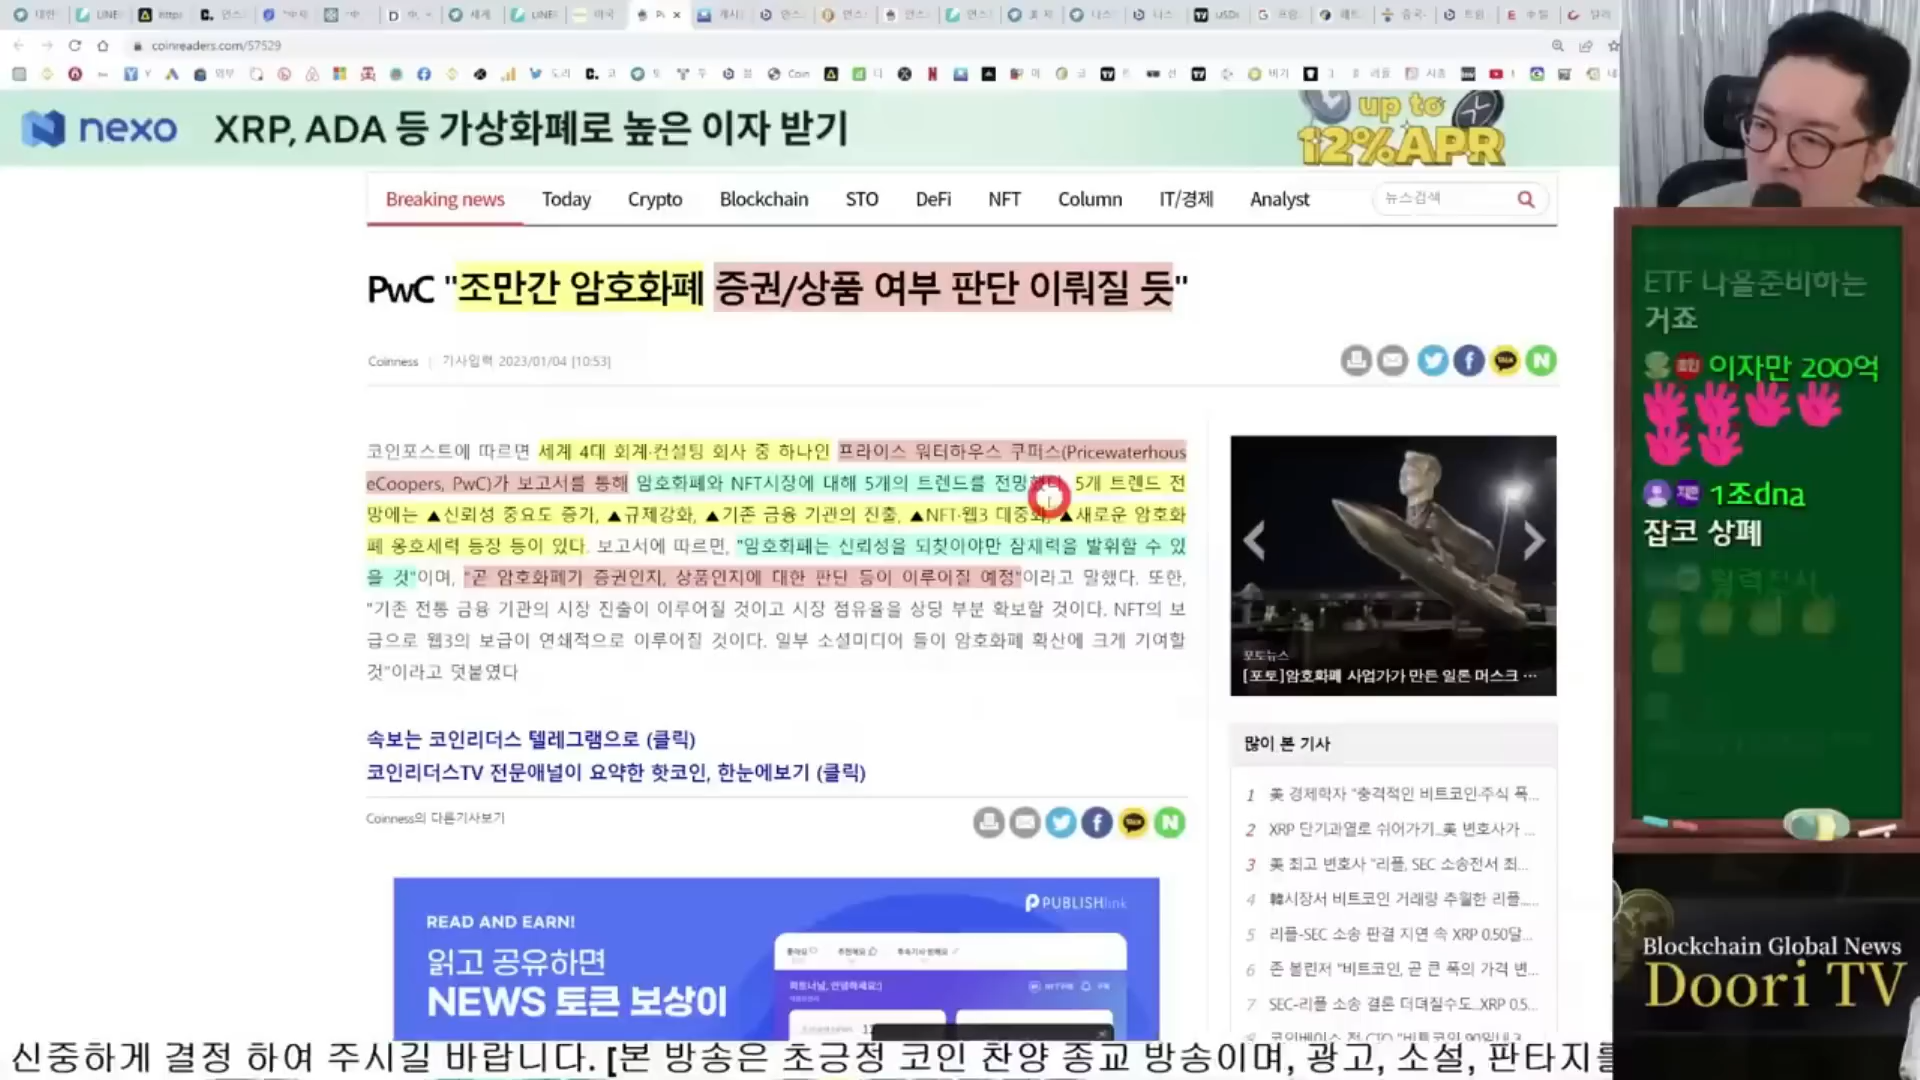 coinreaders.com/57529
nexo XRP, ADA 등 가상화폐로 높은 이자 받기
up to
12%APR
Breaking news Today Crypto Blockchain STO DeFi NFT Column IT/경제 Analyst 뉴스검색
PwC "조만간 암호화폐 증권/상품 여부 판단 이뤄질 듯"
Coinness | 기사입력 2023/01/04 [10:53]
코인포스트에 따르면 세계 4대 회계·컨설팅 회사 중 하나인 프라이스 워터하우스 쿠퍼스(Pricewaterhous
eCoopers, PwC)가 보고서를 통해 암호화폐와 NFT시장에 대해 5개의 트렌드를 전망했다. 5개 트렌드 전
망에는 ▲신뢰성 중요도 증가, ▲규제강화, ▲기존 금융 기관의 진출, ▲NFT·웹3 대중화, ▲새로운 암호화
폐 옹호세력 등장 등이 있다. 보고서에 따르면, "암호화폐는 신뢰성을 되찾아야만 잠재력을 발휘할 수 있
을 것"이며, "곧 암호화폐가 증권인지, 상품인지에 대한 판단 등이 이루어질 예정"이라고 말했다. 또한,
"기존 전통 금융 기관의 시장 진출이 이루어질 것이고 시장 점유율을 상당 부분 확보할 것이다. NFT의 보
급으로 웹3의 보급이 연쇄적으로 이루어질 것이다. 일부 소셜미디어 들이 암호화폐 확산에 크게 기여할
것"이라고 덧붙였다
속보는 코인리더스 텔레그램으로 (클릭)
코인리더스TV 전문애널이 요약한 핫코인, 한눈에보기 (클릭)
Coinness의 다른기사보기
READ AND EARN!
PUBLISHlink
읽고 공유하면
NEWS 토큰 보상이
파트너님, 안녕하세요:)
포토뉴스
[포토]암호화폐 사업가가 만든 일론 머스크 ···
많이 본 기사
1 美 경제학자 "충격적인 비트코인·주식 폭...
2 XRP 단기과열로 쉬어가기..美 변호사가 ...
3 美 최고 변호사 "리플, SEC 소송전서 최...
4 韓시장서 비트코인 거래량 추월한 리플.....
5 리플-SEC 소송 판결 지연 속 XRP 0.50달...
6 존 볼린저 "비트코인, 곧 큰 폭의 가격 변...
7 SEC-리플 소송 결론 더뎌질수도..XRP 0.5...
ETF 나올준비하는
거죠
이자만 200억
1조dna
잡코 상폐
Blockchain Global News
Doori TV
신중하게 결정 하여 주시길 바랍니다. [본 방송은 초긍정 코인 찬양 종교 방송이며, 광고, 소설, 판타지를